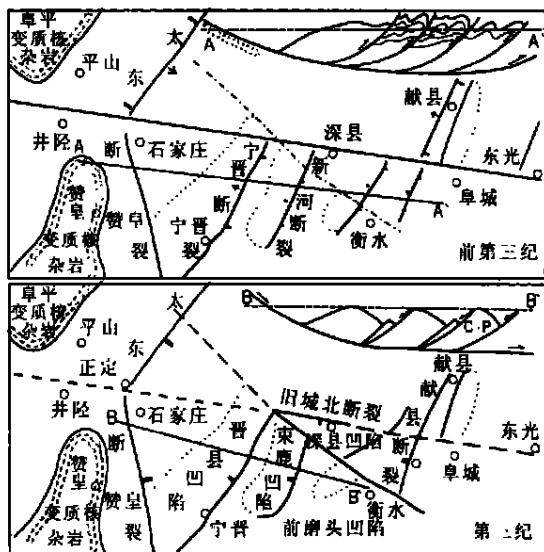 阜平
变质核
杂岩
平山
太
东
断
裂
A
A′
献县
井陉
A
石家庄
宁
晋
断
裂
深县
新
河
断
裂
东光
赞皇
变质核
杂岩
赞皇
宁晋
衡水
A′
阜城
前第三纪
阜平
变质核
杂岩
平山
正定
太
东
断
裂
B
B′
C-P
献县
献
县
断
裂
井陉
B
石家庄
旧城北断裂
深县凹陷
东光
晋
县
凹
陷
束鹿
凹
陷
阜城
赞皇
变质核
杂岩
赞皇
宁晋
B′
衡水
前磨头凹陷
第
纪